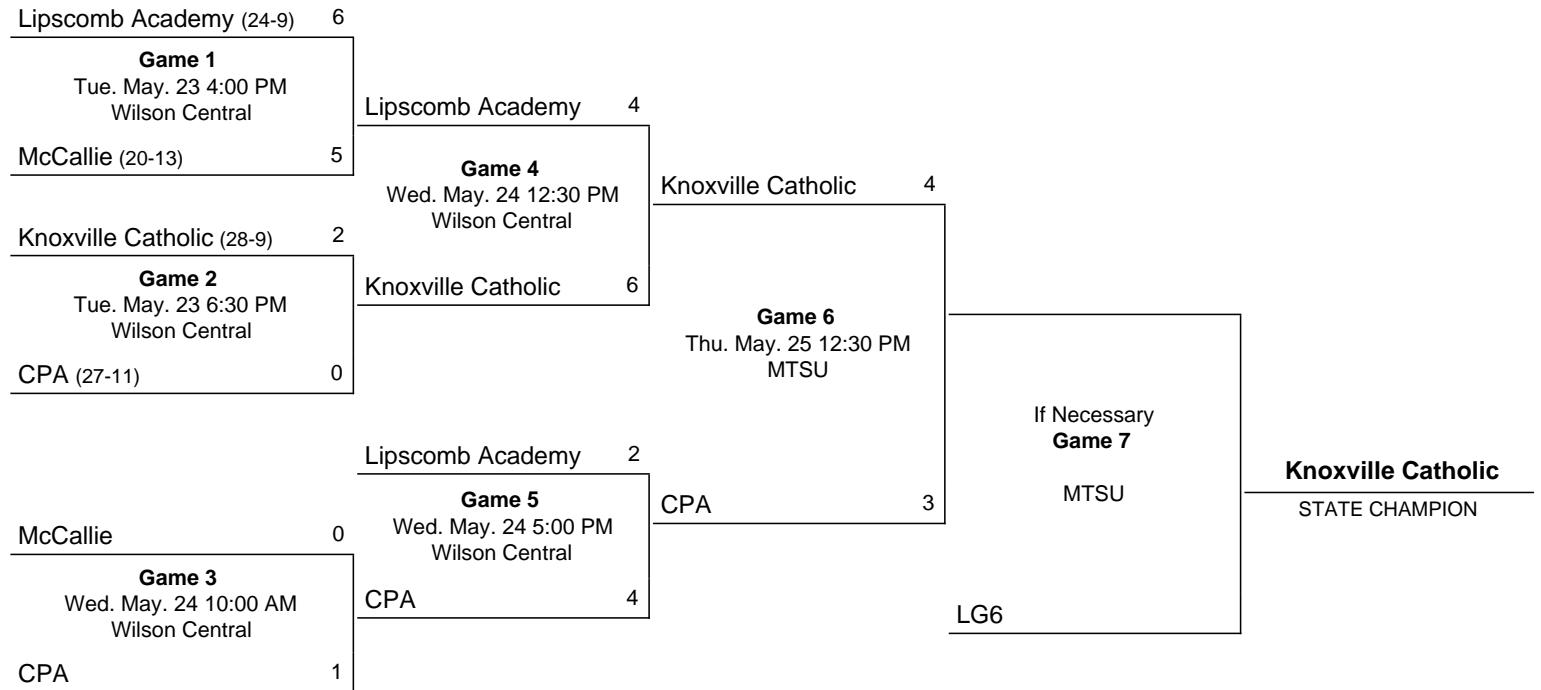 Lipscomb Academy (24-9) 6
Game 1
Tue. May. 23 4:00 PM
Wilson Central
McCallie (20-13) 5
Knoxville Catholic (28-9) 2
Game 2
Tue. May. 23 6:30 PM
Wilson Central
CPA (27-11) 0
McCallie 0
Game 3
Wed. May. 24 10:00 AM
Wilson Central
CPA 1
Lipscomb Academy 4
Game 4
Wed. May. 24 12:30 PM
Wilson Central
Knoxville Catholic 6
Lipscomb Academy 2
Game 5
Wed. May. 24 5:00 PM
Wilson Central
CPA 4
Knoxville Catholic 4
Game 6
Thu. May. 25 12:30 PM
MTSU
CPA 3
If Necessary
Game 7
MTSU
LG6
Knoxville Catholic
STATE CHAMPION